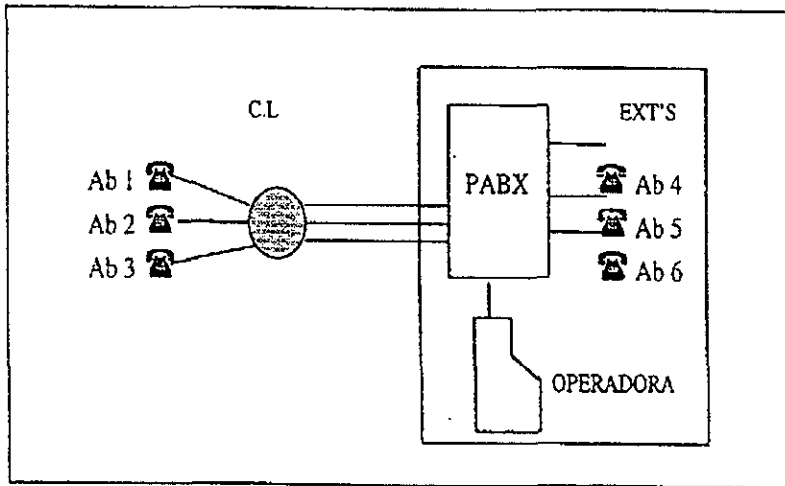 C.L
EXT'S
PABX
Ab 1
Ab 2
Ab 3
Ab 4
Ab 5
Ab 6
OPERADORA